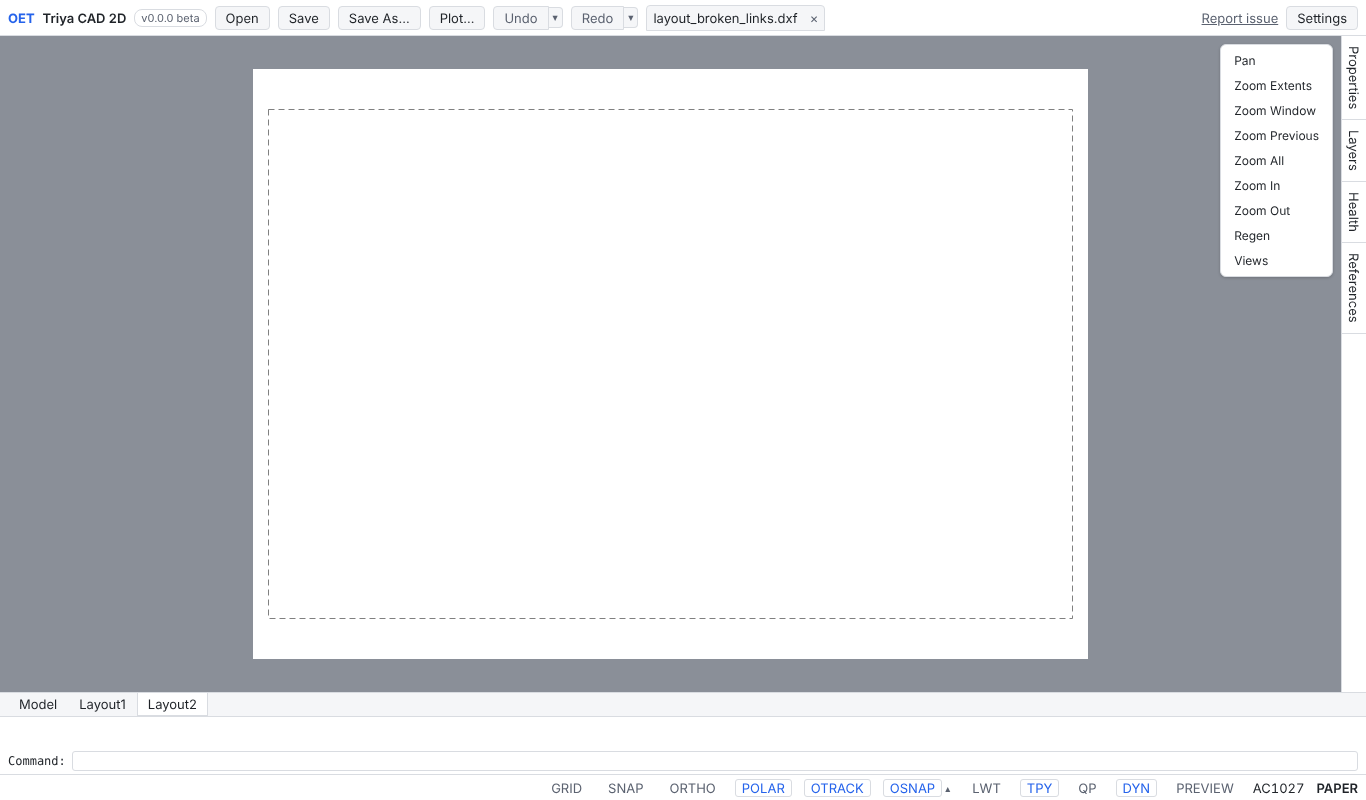 OET Triya CAD 2D v0.0.0 beta Open Save Save As... Plot... Undo ▾ Redo ▾ layout_broken_links.dxf × Report issue Settings
Pan
Zoom Extents
Zoom Window
Zoom Previous
Zoom All
Zoom In
Zoom Out
Regen
Views
Properties
Layers
Health
References
Model Layout1 Layout2
Command:
GRID SNAP ORTHO POLAR OTRACK OSNAP ▴ LWT TPY QP DYN PREVIEW AC1027 PAPER